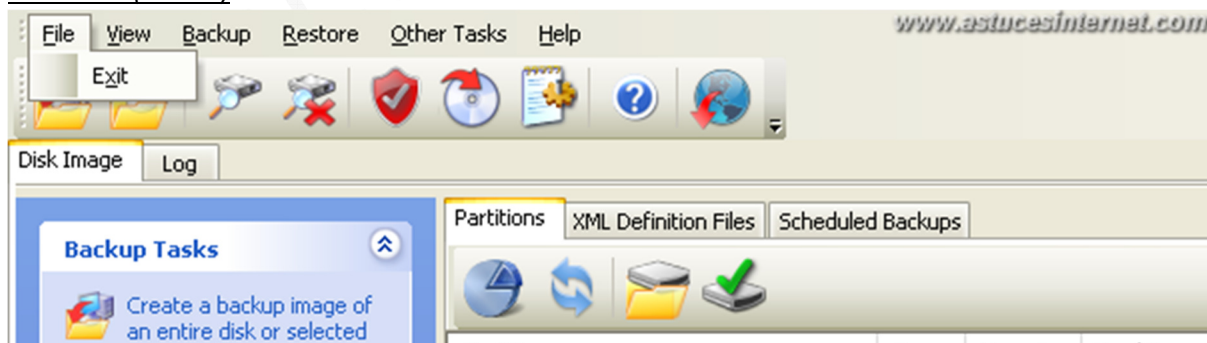 File View Backup Restore Other Tasks Help
www.astucesinternet.com
Exit
Disk Image Log
Partitions XML Definition Files Scheduled Backups
Backup Tasks
Create a backup image of
an entire disk or selected